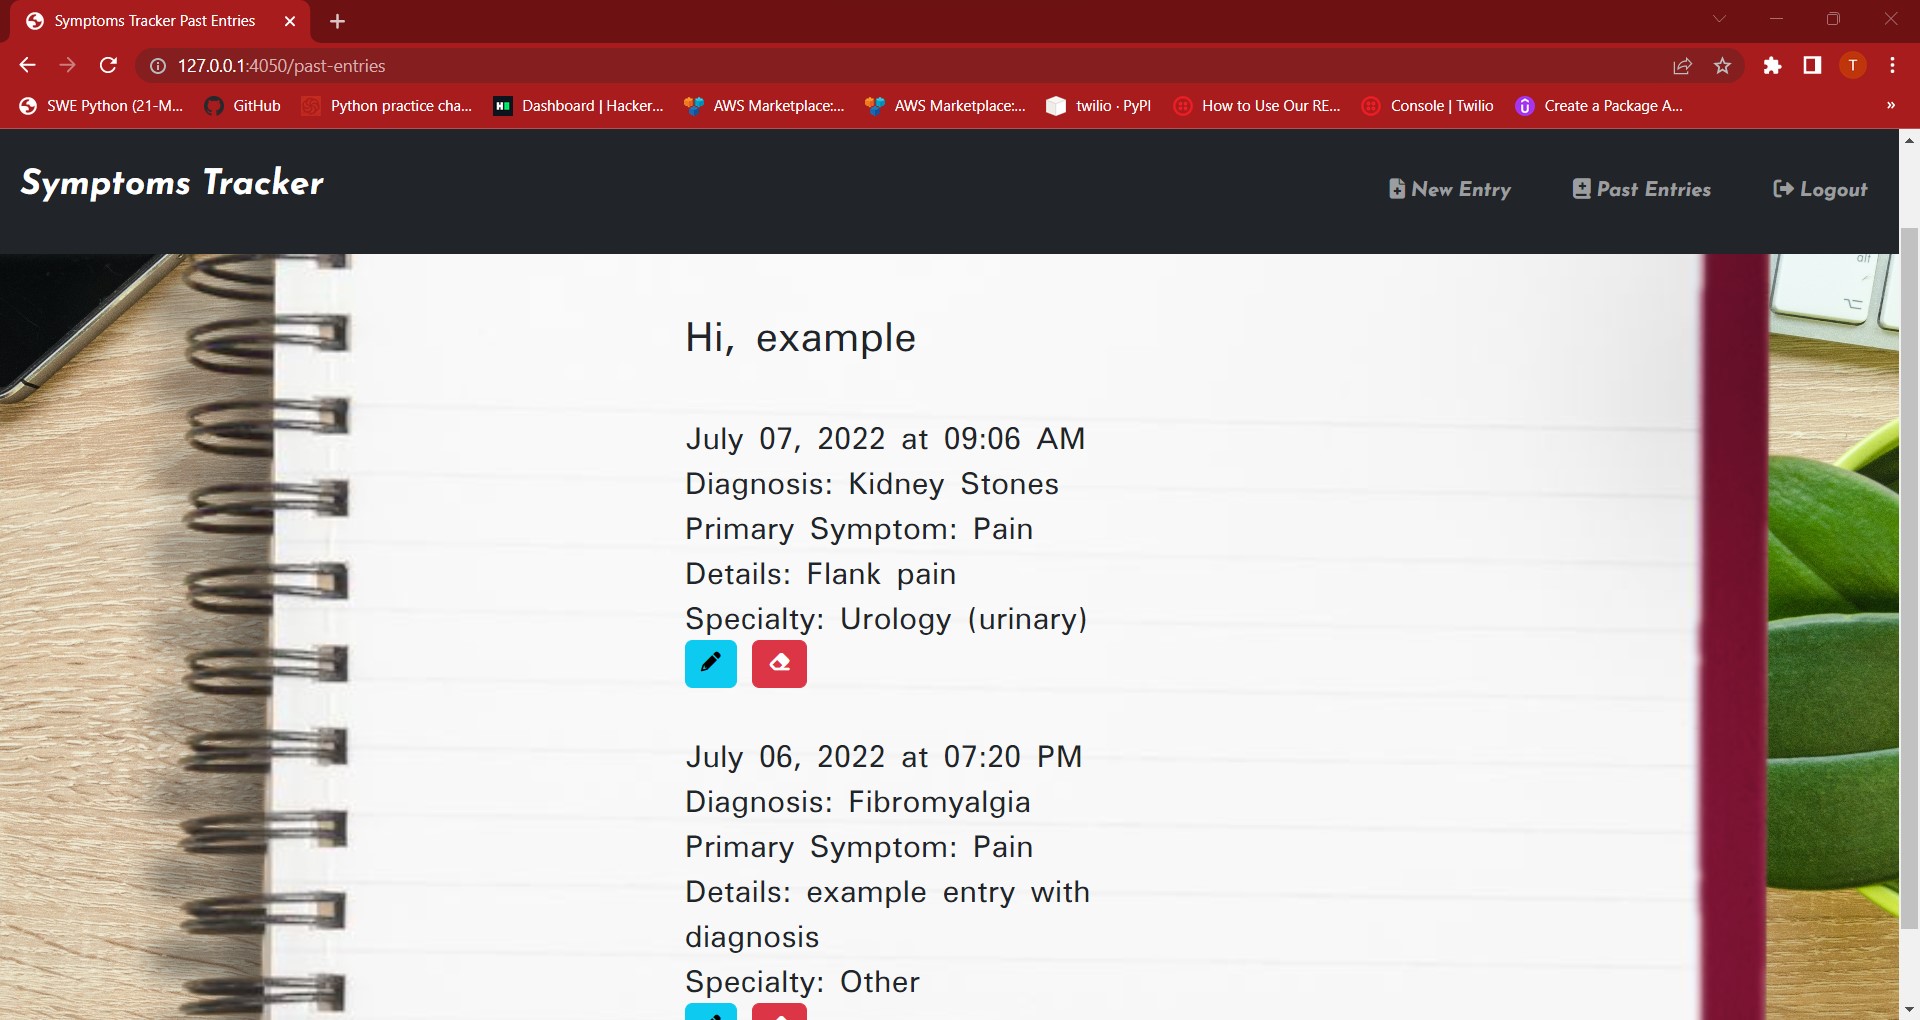 Symptoms Tracker Past Entries
127.0.0.1:4050/past-entries
T
SWE Python (21-M... GitHub Python practice cha... Dashboard | Hacker... AWS Marketplace:... AWS Marketplace:... twilio · PyPI How to Use Our RE... Console | Twilio Create a Package A... »
Symptoms Tracker
New Entry Past Entries Logout
alt
Hi, example
July 07, 2022 at 09:06 AM
Diagnosis: Kidney Stones
Primary Symptom: Pain
Details: Flank pain
Specialty: Urology (urinary)
July 06, 2022 at 07:20 PM
Diagnosis: Fibromyalgia
Primary Symptom: Pain
Details: example entry with
diagnosis
Specialty: Other